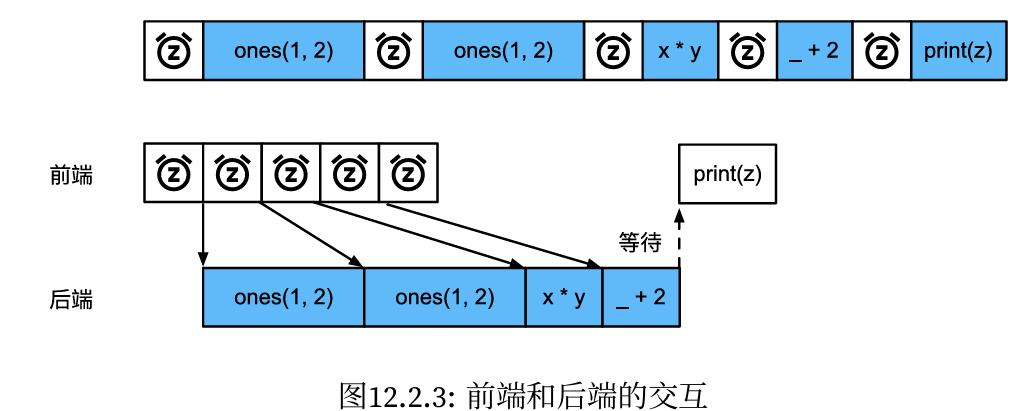 z ones(1, 2) z ones(1, 2) z x * y z _ + 2 z print(z)
前端 z z z z z print(z)
等待
后端 ones(1, 2) ones(1, 2) x * y _ + 2
图12.2.3: 前端和后端的交互